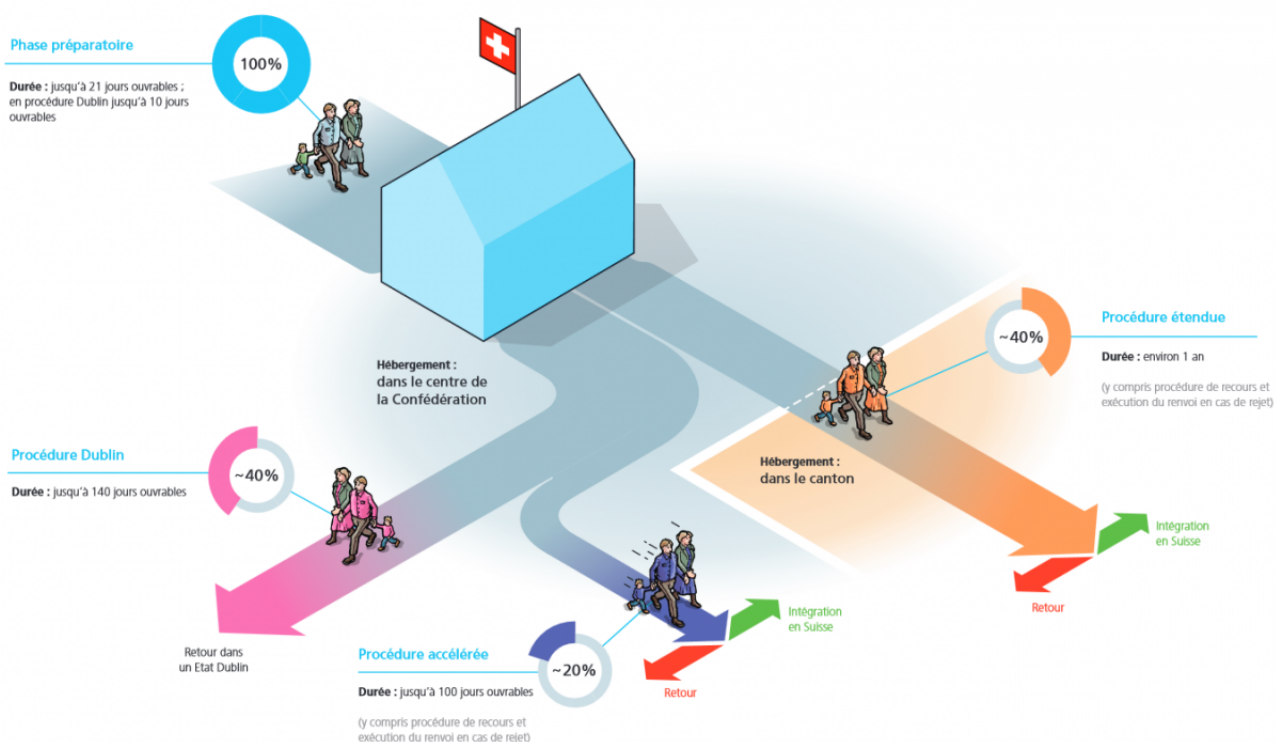 Phase préparatoire
100%
Durée : jusqu'à 21 jours ouvrables ;
en procédure Dublin jusqu'à 10 jours
ouvrables
Hébergement :
dans le centre de
la Confédération
~40%
Procédure étendue
Durée : environ 1 an
(y compris procédure de recours et
exécution du renvoi en cas de rejet)
Procédure Dublin
~40%
Durée : jusqu'à 140 jours ouvrables
Hébergement :
dans le canton
Intégration
en Suisse
Retour
Retour dans
un Etat Dublin
Procédure accélérée
~20%
Durée : jusqu'à 100 jours ouvrables
(y compris procédure de recours et
exécution du renvoi en cas de rejet)
Intégration
en Suisse
Retour